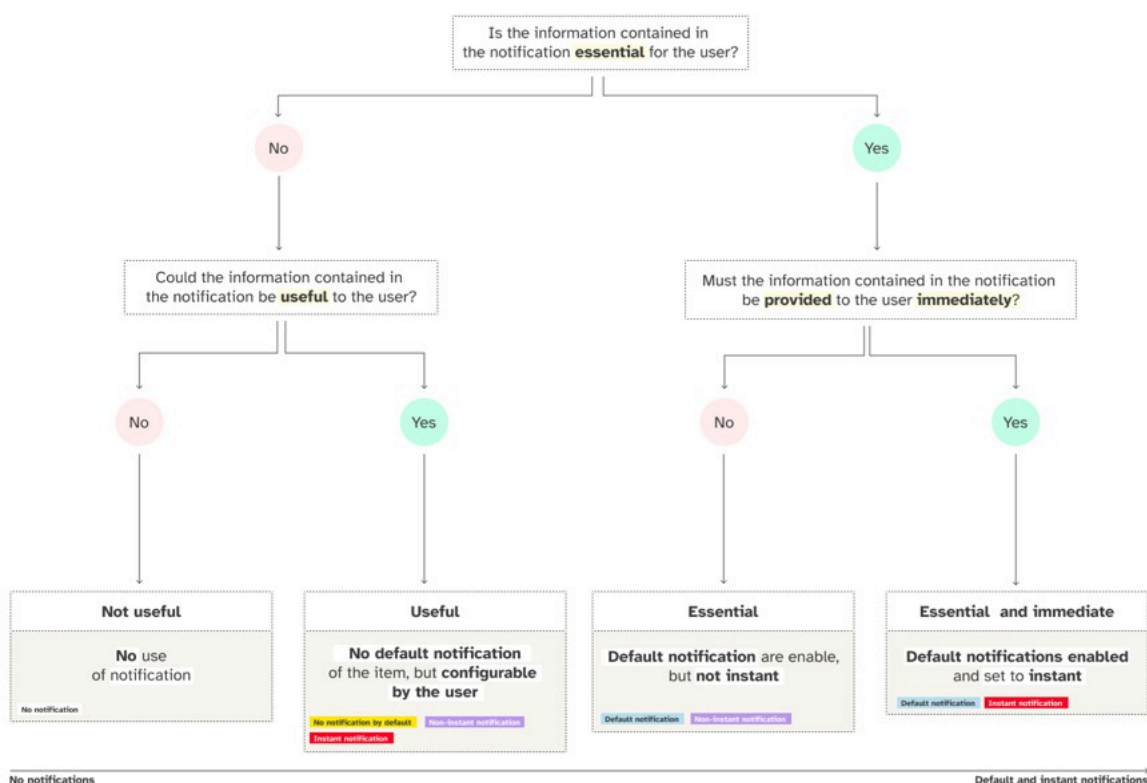 Is the information contained in
the notification essential for the user?
No
Yes
Could the information contained in
the notification be useful to the user?
Must the information contained in the notification
be provided to the user immediately?
No
Yes
No
Yes
Not useful
No use
of notification
No notification
Useful
No default notification
of the item, but configurable
by the user
No notification by default
Non-instant notification
Instant notification
Essential
Default notification are enable,
but not instant
Default notification
Non-instant notification
Essential and immediate
Default notifications enabled
and set to instant
Default notification
Instant notification
No notifications
Default and instant notifications